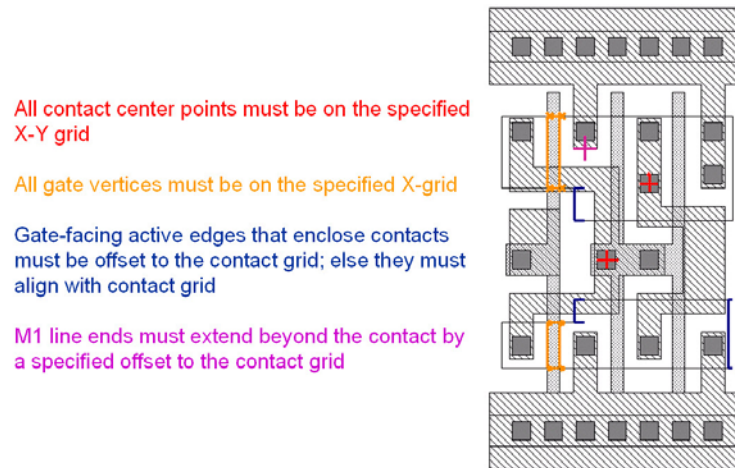 All contact center points must be on the specified
X-Y grid
All gate vertices must be on the specified X-grid
Gate-facing active edges that enclose contacts
must be offset to the contact grid; else they must
align with contact grid
M1 line ends must extend beyond the contact by
a specified offset to the contact grid